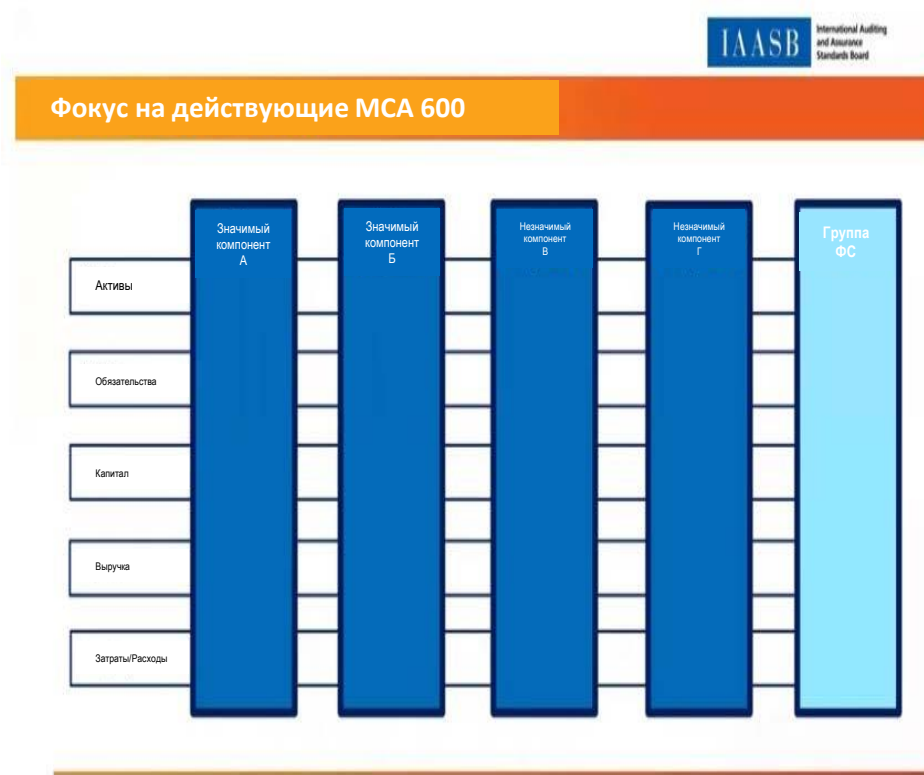 IAASB
International Auditing
and Assurance
Standards Board
Фокус на действующие МСА 600
Значимый
компонент
А
Значимый
компонент
Б
Незначимый
компонент
В
Незначимый
компонент
Г
Группа
ФС
Активы
Обязательства
Капитал
Выручка
Затраты/Расходы